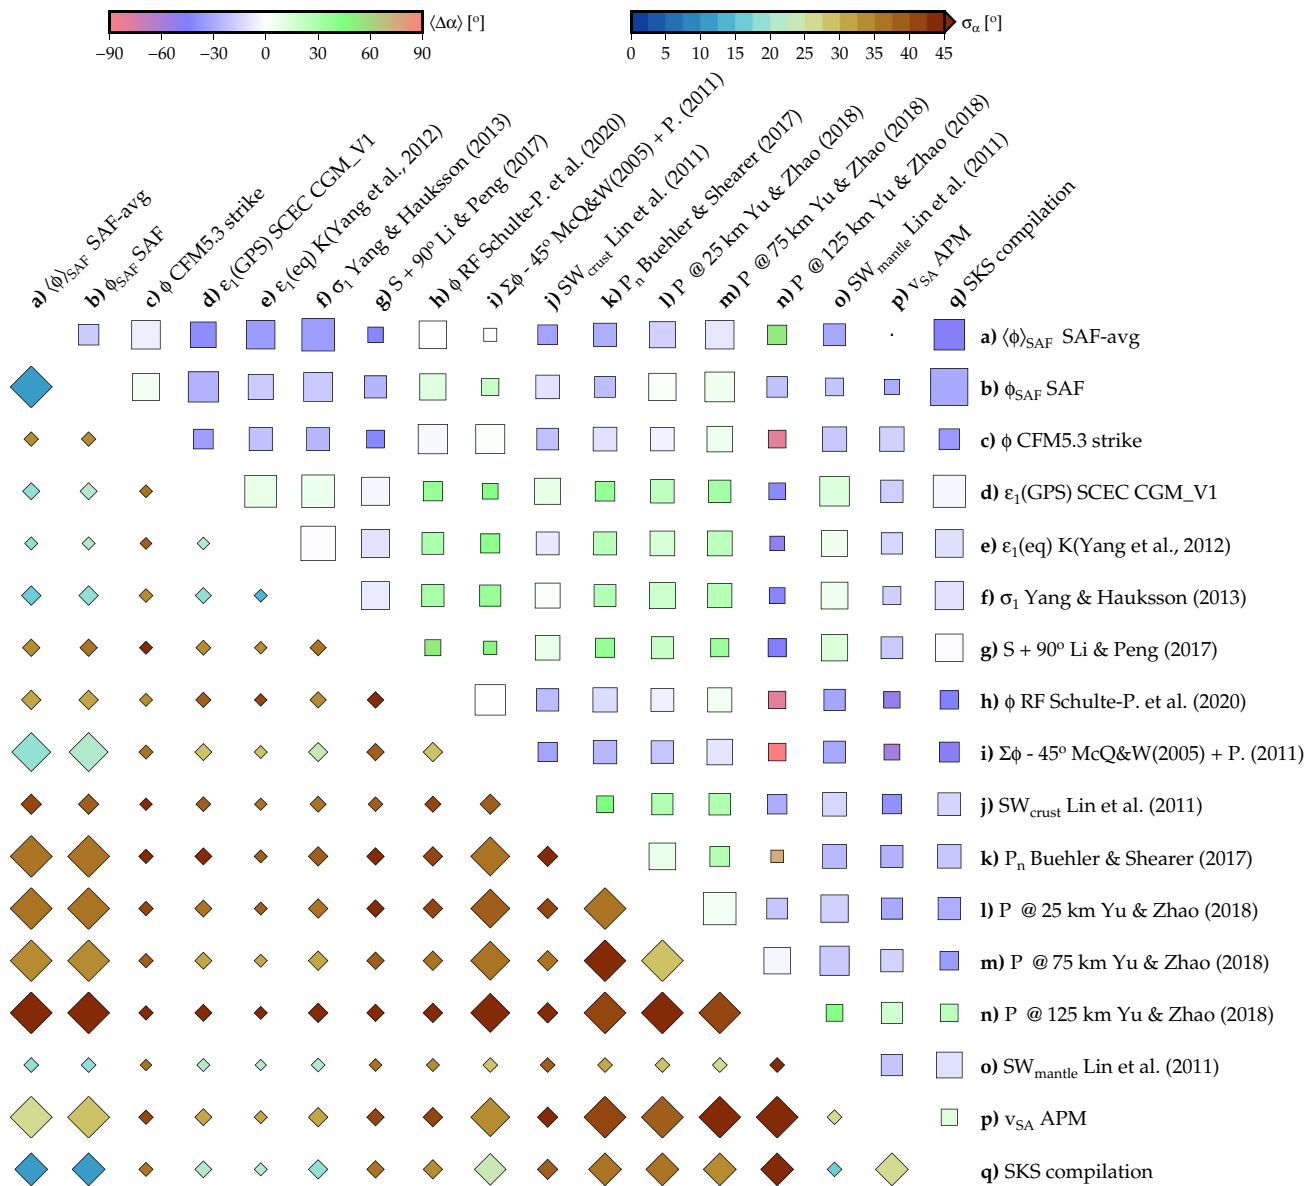 ⟨Δα⟩ [º]
−90 −60 −30 0 30 60 90
σα [º]
0 5 10 15 20 25 30 35 40 45
a) ⟨ϕ⟩SAF SAF-avg
b) ϕSAF SAF
c) ϕ CFM5.3 strike
d) ε1(GPS) SCEC CGM_V1
e) ε1(eq) K(Yang et al., 2012)
f) σ1 Yang & Hauksson (2013)
g) S + 90º Li & Peng (2017)
h) ϕ RF Schulte-P. et al. (2020)
i) Σϕ - 45º McQ&W(2005) + P. (2011)
j) SWcrust Lin et al. (2011)
k) Pn Buehler & Shearer (2017)
l) P @ 25 km Yu & Zhao (2018)
m) P @ 75 km Yu & Zhao (2018)
n) P @ 125 km Yu & Zhao (2018)
o) SWmantle Lin et al. (2011)
p) vSA APM
q) SKS compilation
a) ⟨ϕ⟩SAF SAF-avg
b) ϕSAF SAF
c) ϕ CFM5.3 strike
d) ε1(GPS) SCEC CGM_V1
e) ε1(eq) K(Yang et al., 2012)
f) σ1 Yang & Hauksson (2013)
g) S + 90º Li & Peng (2017)
h) ϕ RF Schulte-P. et al. (2020)
i) Σϕ - 45º McQ&W(2005) + P. (2011)
j) SWcrust Lin et al. (2011)
k) Pn Buehler & Shearer (2017)
l) P @ 25 km Yu & Zhao (2018)
m) P @ 75 km Yu & Zhao (2018)
n) P @ 125 km Yu & Zhao (2018)
o) SWmantle Lin et al. (2011)
p) vSA APM
q) SKS compilation